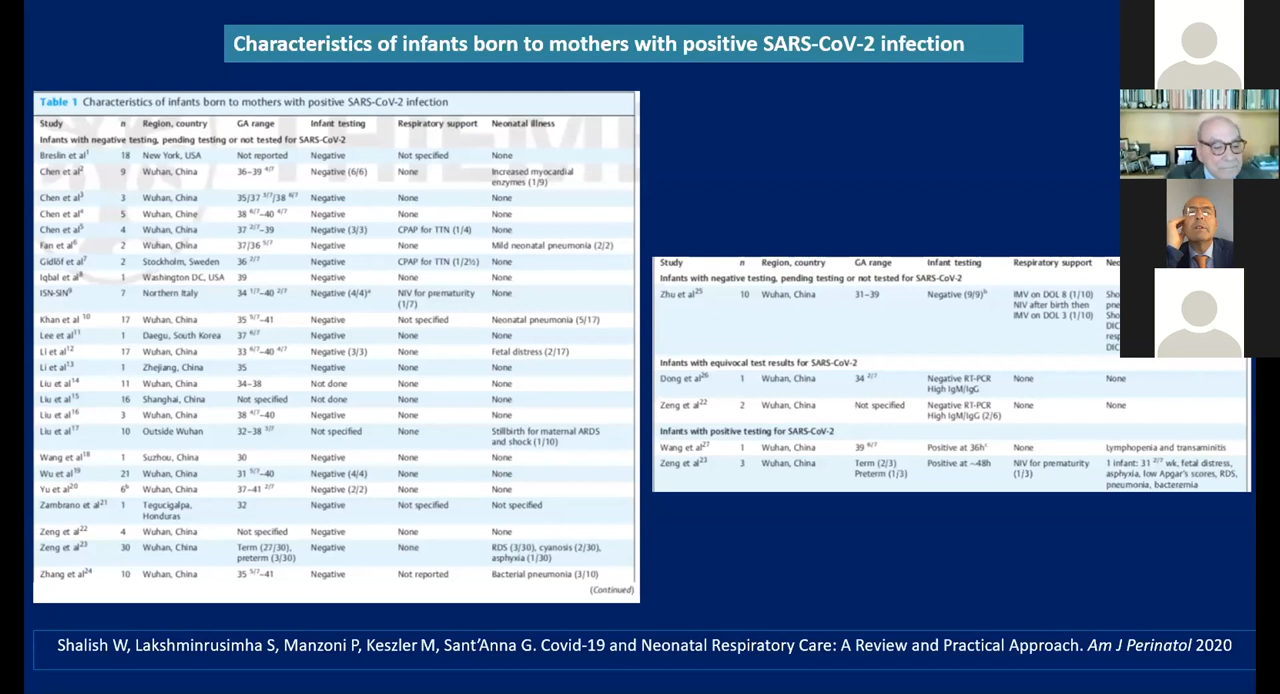 Characteristics of infants born to mothers with positive SARS-CoV-2 infection
Table 1 Characteristics of infants born to mothers with positive SARS-CoV-2 infection
Study n Region, country GA range Infant testing Respiratory support Neonatal illness
Infants with negative testing, pending testing or not tested for SARS-CoV-2
Breslin et al1 18 New York, USA Not reported Negative Not specified None
Chen et al2 9 Wuhan, China 36–39 4/7 Negative (6/6) None Increased myocardial
enzymes (1/9)
Chen et al3 3 Wuhan, China 35/37 3/7/38 6/7 Negative None None
Chen et al4 5 Wuhan, Chine 38 6/7–40 4/7 Negative None None
Chen et al5 4 Wuhan, China 37 2/7–39 Negative (3/3) CPAP for TTN (1/4) None
Fan et al6 2 Wuhan, China 37/36 5/7 Negative None Mild neonatal pneumonia (2/2)
Gidlöf et al7 2 Stockholm, Sweden 36 2/7 Negative CPAP for TTN (1/2½) None
Iqbal et al8 1 Washington DC, USA 39 Negative None None
ISN-SIN9 7 Northern Italy 34 1/7–40 2/7 Negative (4/4)a NIV for prematurity
(1/7) None
Khan et al 10 17 Wuhan, China 35 5/7–41 Negative Not specified Neonatal pneumonia (5/17)
Lee et al11 1 Daegu, South Korea 37 6/7 Negative None None
Li et al12 17 Wuhan, China 33 6/7–40 4/7 Negative (3/3) None Fetal distress (2/17)
Li et al13 1 Zhejiang, China 35 Negative None None
Liu et al14 11 Wuhan, China 34–38 Not done None None
Liu et al15 16 Shanghai, China Not specified Not done None None
Liu et al16 3 Wuhan, China 38 4/7–40 Negative None None
Liu et al17 10 Outside Wuhan 32–38 Not specified None Stillbirth for maternal ARDS
and shock (1/10)
Wang et al18 1 Suzhou, China 30 Negative None None
Wu et al19 21 Wuhan, China 31 5/7–40 Negative (4/4) None None
Yu et al20 6b Wuhan, China 37–41 2/7 Negative (2/2) None None
Zambrano et al21 1 Tegucigalpa,
Honduras 32 Negative Not specified Not specified
Zeng et al22 4 Wuhan, China Not specified Negative None None
Zeng et al23 30 Wuhan, China Term (27/30),
preterm (3/30) Negative None RDS (3/30), cyanosis (2/30),
asphyxia (1/30)
Zhang et al24 10 Wuhan, China 35 5/7–41 Negative Not reported Bacterial pneumonia (3/10)
(Continued)
Study n Region, country GA range Infant testing Respiratory support
Infants with negative testing, pending testing or not tested for SARS-CoV-2
Zhu et al25 10 Wuhan, China 31–39 Negative (9/9)b IMV on DOL 8 (1/10)
NIV after birth then
IMV on DOL 3 (1/10)
Infants with equivocal test results for SARS-CoV-2
Dong et al26 1 Wuhan, China 34 2/7 Negative RT-PCR
High IgM/IgG None None
Zeng et al22 2 Wuhan, China Not specified Negative RT-PCR
High IgM/IgG (2/6) None None
Infants with positive testing for SARS-CoV-2
Wang et al27 1 Wuhan, China 39 6/7 Positive at 36hc None Lymphopenia and transaminitis
Zeng et al23 3 Wuhan, China Term (2/3)
Preterm (1/3) Positive at ~48h NIV for prematurity
(1/3) 1 infant: 31 2/7 wk, fetal distress,
asphyxia, low Apgar's scores, RDS,
pneumonia, bacteremia
Shalish W, Lakshminrusimha S, Manzoni P, Keszler M, Sant'Anna G. Covid-19 and Neonatal Respiratory Care: A Review and Practical Approach. Am J Perinatol 2020